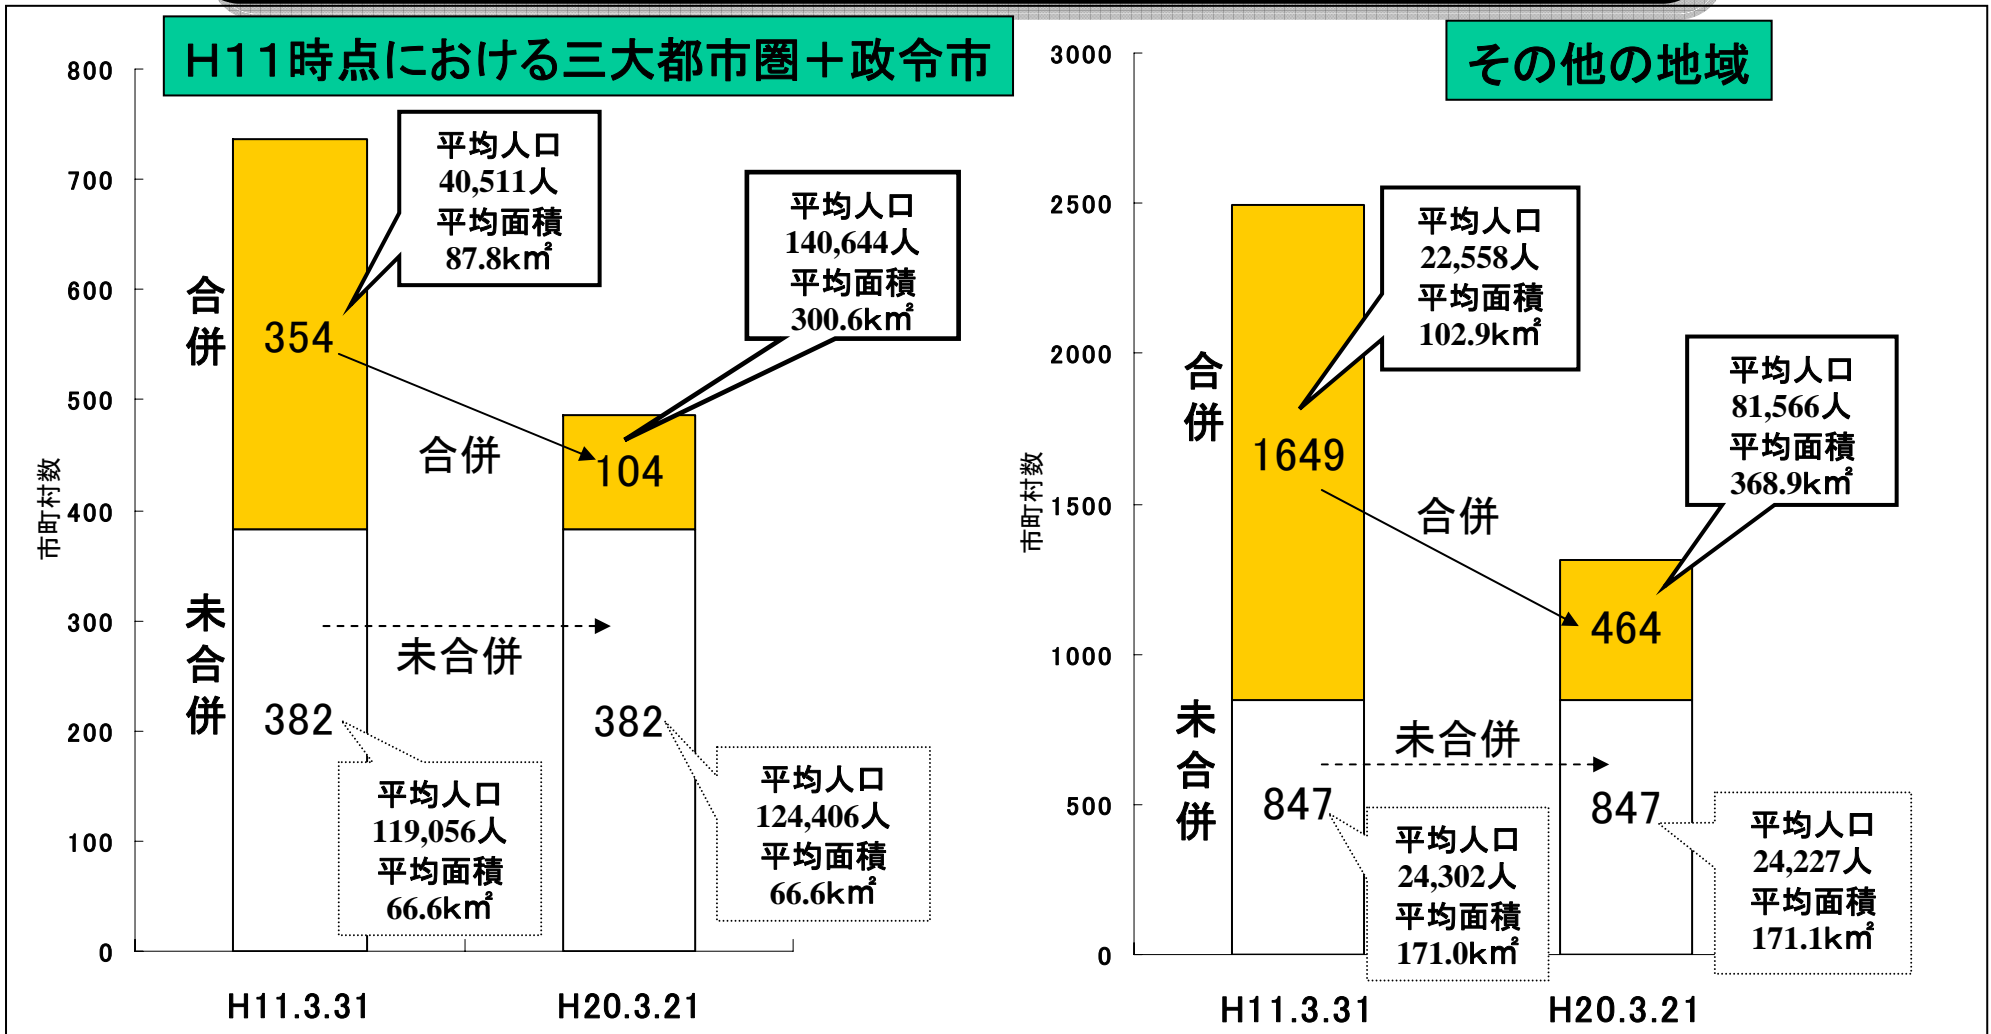 H11時点における三大都市圏＋政令市
800
700
600
500
400
300
200
100
0
市町村数
合併
未合併
354
382
平均人口
40,511人
平均面積
87.8k㎡
平均人口
140,644人
平均面積
300.6k㎡
合併
104
未合併
382
平均人口
119,056人
平均面積
66.6k㎡
平均人口
124,406人
平均面積
66.6k㎡
H11.3.31
H20.3.21
その他の地域
3000
2500
2000
1500
1000
500
0
市町村数
合併
未合併
1649
847
平均人口
22,558人
平均面積
102.9k㎡
平均人口
81,566人
平均面積
368.9k㎡
合併
464
未合併
847
平均人口
24,302人
平均面積
171.0k㎡
平均人口
24,227人
平均面積
171.1k㎡
H11.3.31
H20.3.21